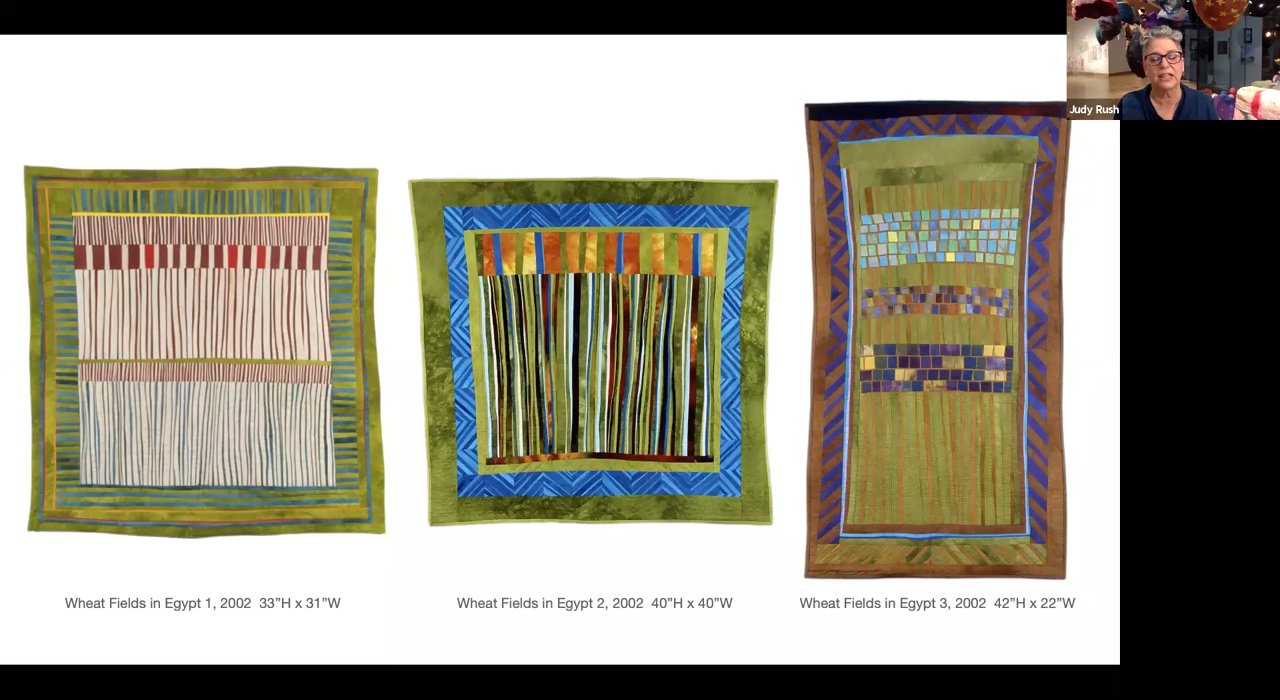 Judy Rush
Wheat Fields in Egypt 1, 2002  33”H x 31”W
Wheat Fields in Egypt 2, 2002  40”H x 40”W
Wheat Fields in Egypt 3, 2002  42”H x 22”W